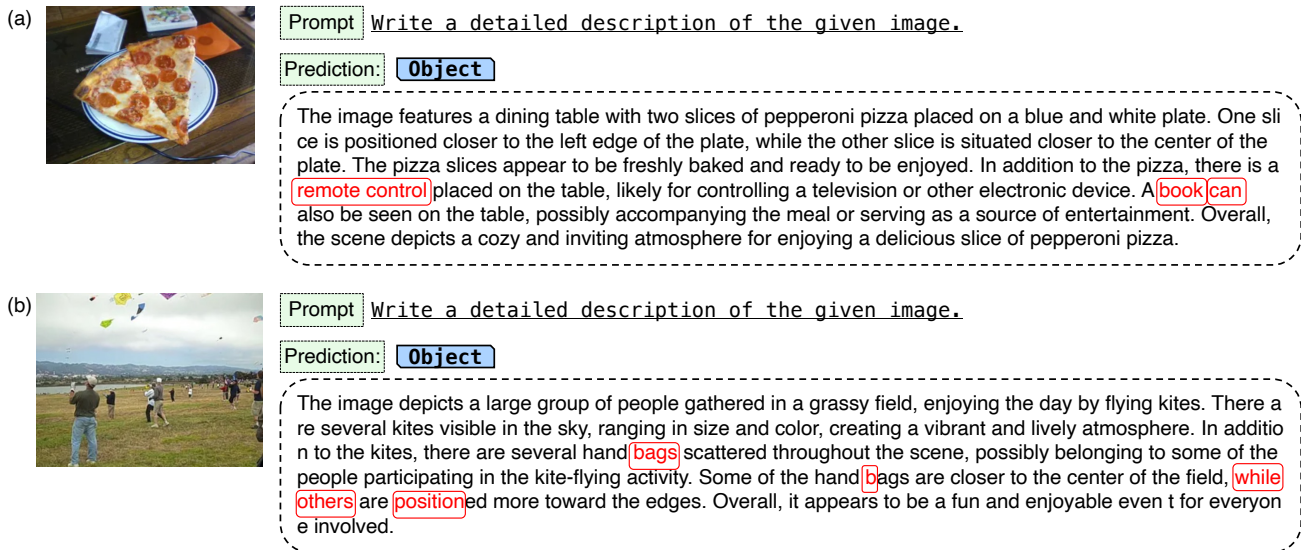 (a)
Prompt Write a detailed description of the given image.
Prediction: Object
The image features a dining table with two slices of pepperoni pizza placed on a blue and white plate. One sli
ce is positioned closer to the left edge of the plate, while the other slice is situated closer to the center of the
plate. The pizza slices appear to be freshly baked and ready to be enjoyed. In addition to the pizza, there is a
remote control placed on the table, likely for controlling a television or other electronic device. A book can
also be seen on the table, possibly accompanying the meal or serving as a source of entertainment. Overall,
the scene depicts a cozy and inviting atmosphere for enjoying a delicious slice of pepperoni pizza.
(b)
Prompt Write a detailed description of the given image.
Prediction: Object
The image depicts a large group of people gathered in a grassy field, enjoying the day by flying kites. There a
re several kites visible in the sky, ranging in size and color, creating a vibrant and lively atmosphere. In additio
n to the kites, there are several hand bags scattered throughout the scene, possibly belonging to some of the
people participating in the kite-flying activity. Some of the hand bags are closer to the center of the field, while
others are positioned more toward the edges. Overall, it appears to be a fun and enjoyable even t for everyon
e involved.